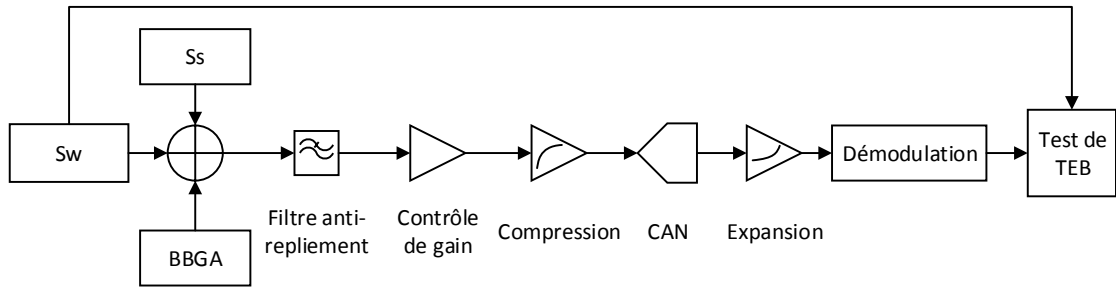 Ss
Sw
Démodulation
Test de
TEB
Filtre anti-
repliement
Contrôle
de gain
Compression
CAN
Expansion
BBGA